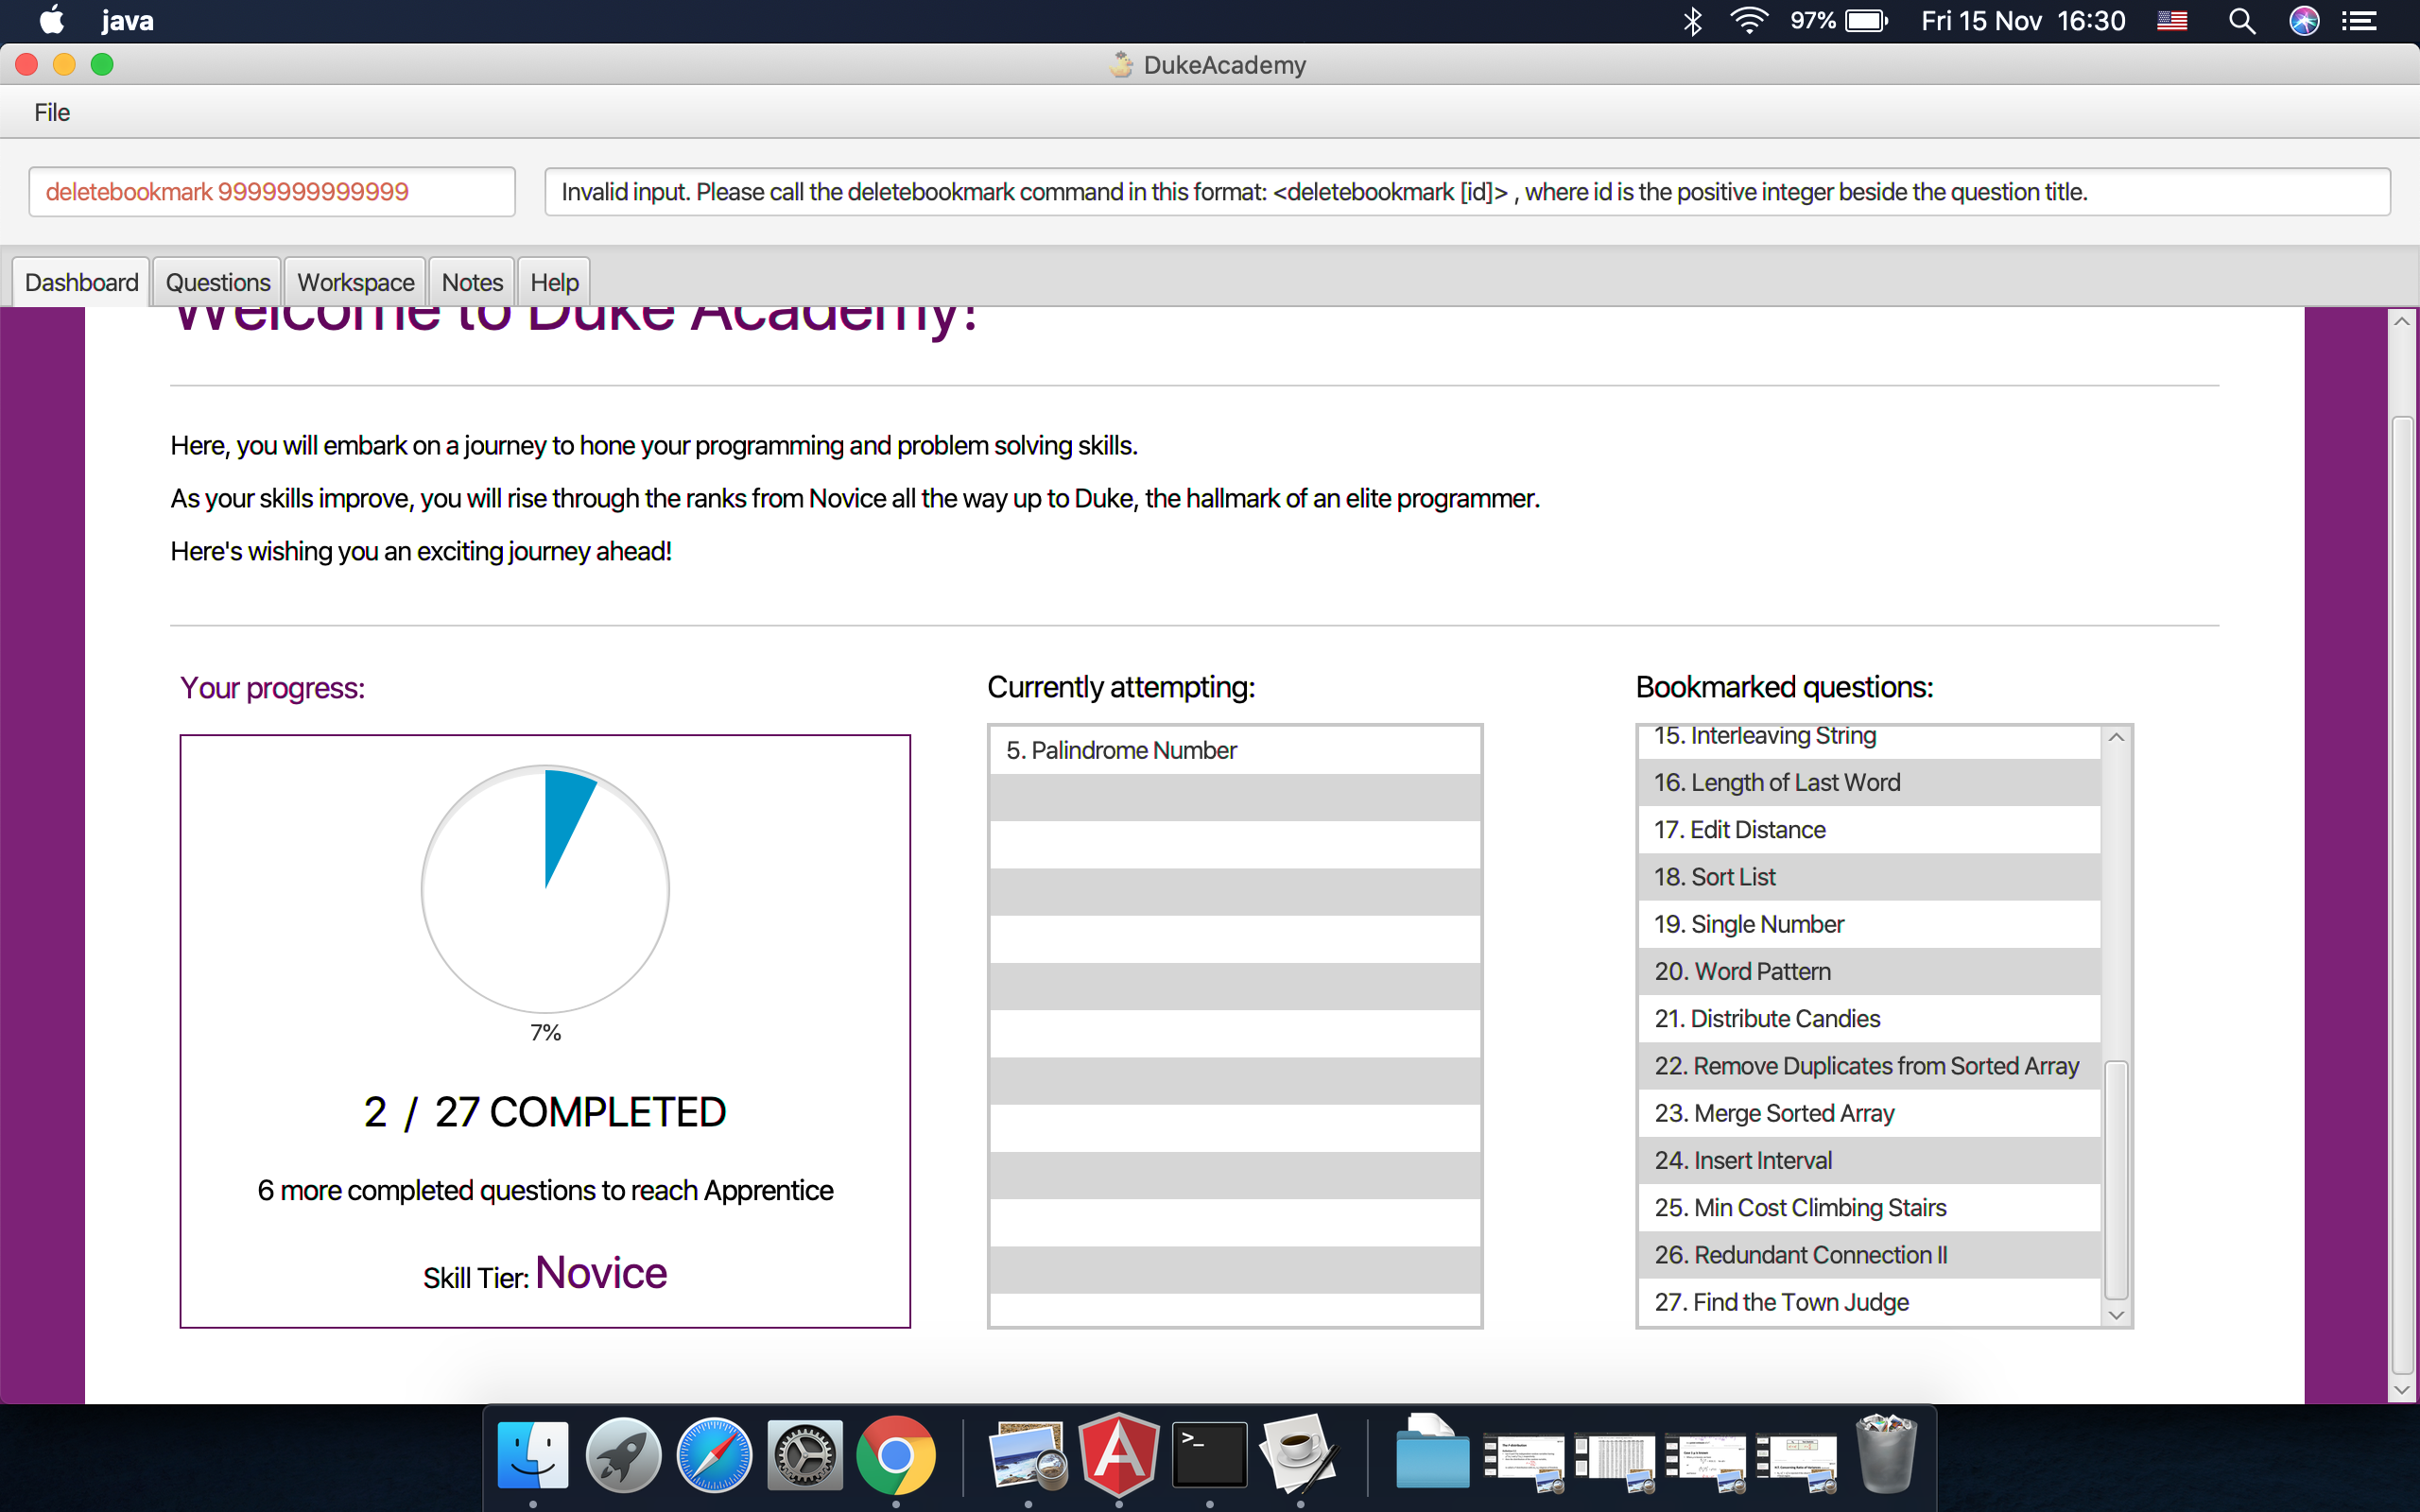 java
97%
Fri 15 Nov 16:30
DukeAcademy
File
deletebookmark 9999999999999
Invalid input. Please call the deletebookmark command in this format: <deletebookmark [id]> , where id is the positive integer beside the question title.
Dashboard
Questions
Workspace
Notes
Help
Welcome to Duke Academy!
Here, you will embark on a journey to hone your programming and problem solving skills.
As your skills improve, you will rise through the ranks from Novice all the way up to Duke, the hallmark of an elite programmer.
Here's wishing you an exciting journey ahead!
Your progress:
7%
2 / 27 COMPLETED
6 more completed questions to reach Apprentice
Skill Tier: Novice
Currently attempting:
5. Palindrome Number
Bookmarked questions:
15. Interleaving String
16. Length of Last Word
17. Edit Distance
18. Sort List
19. Single Number
20. Word Pattern
21. Distribute Candies
22. Remove Duplicates from Sorted Array
23. Merge Sorted Array
24. Insert Interval
25. Min Cost Climbing Stairs
26. Redundant Connection II
27. Find the Town Judge